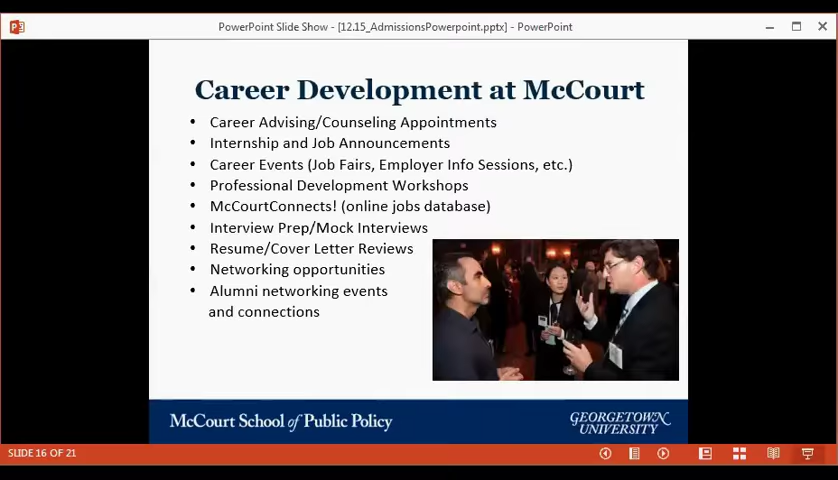 PowerPoint Slide Show - [12.15_AdmissionsPowerpoint.pptx] - PowerPoint
Career Development at McCourt
• Career Advising/Counseling Appointments
• Internship and Job Announcements
• Career Events (Job Fairs, Employer Info Sessions, etc.)
• Professional Development Workshops
• McCourtConnects! (online jobs database)
• Interview Prep/Mock Interviews
• Resume/Cover Letter Reviews
• Networking opportunities
• Alumni networking events
and connections
McCourt School of Public Policy
GEORGETOWN
UNIVERSITY
SLIDE 16 OF 21